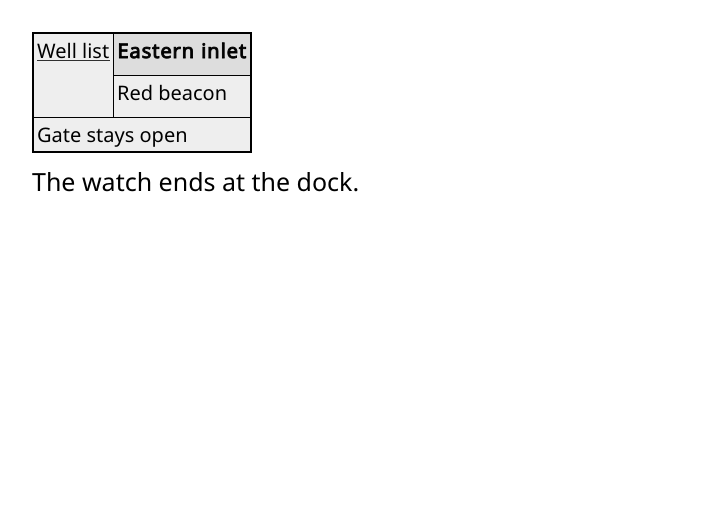 Well list
Eastern inlet
Red beacon
Gate stays open
The watch ends at the dock.